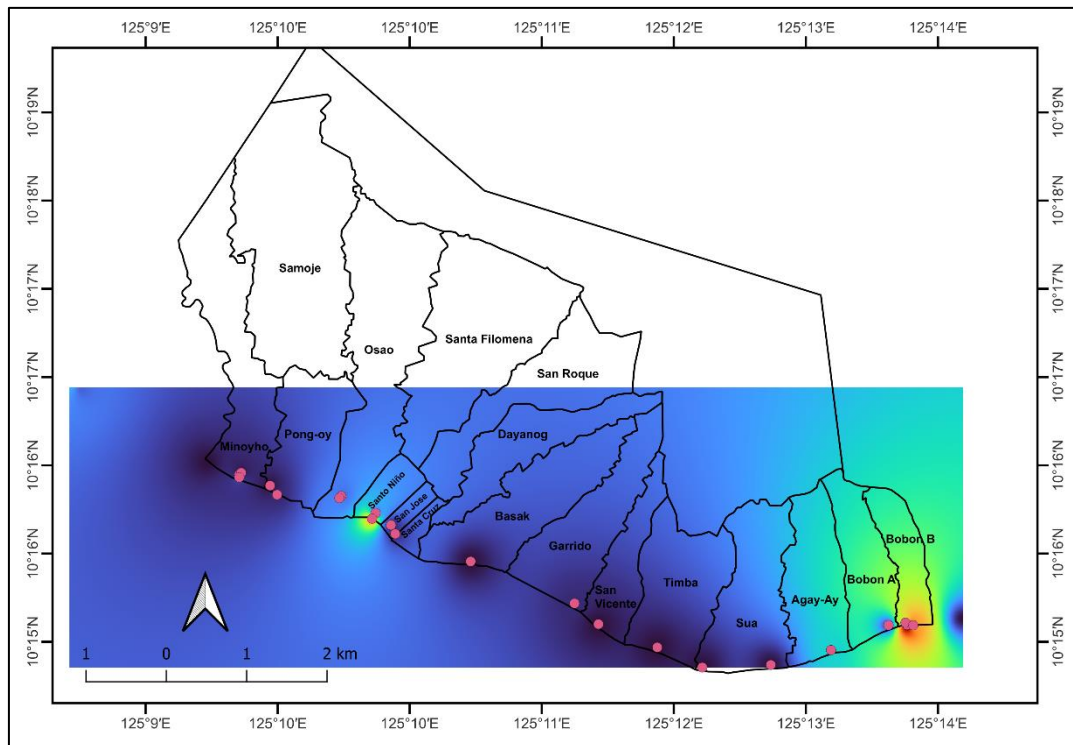 125°9′E 125°10′E 125°10′E 125°11′E 125°12′E 125°13′E 125°14′E
10°19′N 10°19′N
10°18′N 10°18′N
Samoje
10°17′N 10°17′N
Santa Filomena
Osao
San Roque
10°17′N 10°17′N
Dayanog
Pong-oy
Minoyho
10°16′N 10°16′N
Santo Niño
San Jose
Santa Cruz
Basak
Bobon B
Garrido
10°16′N 10°16′N
Timba
Bobon A
San
Vicente
Agay-Ay
Sua
10°15′N 10°15′N
1 0 1 2 km
125°9′E 125°10′E 125°10′E 125°11′E 125°12′E 125°13′E 125°14′E